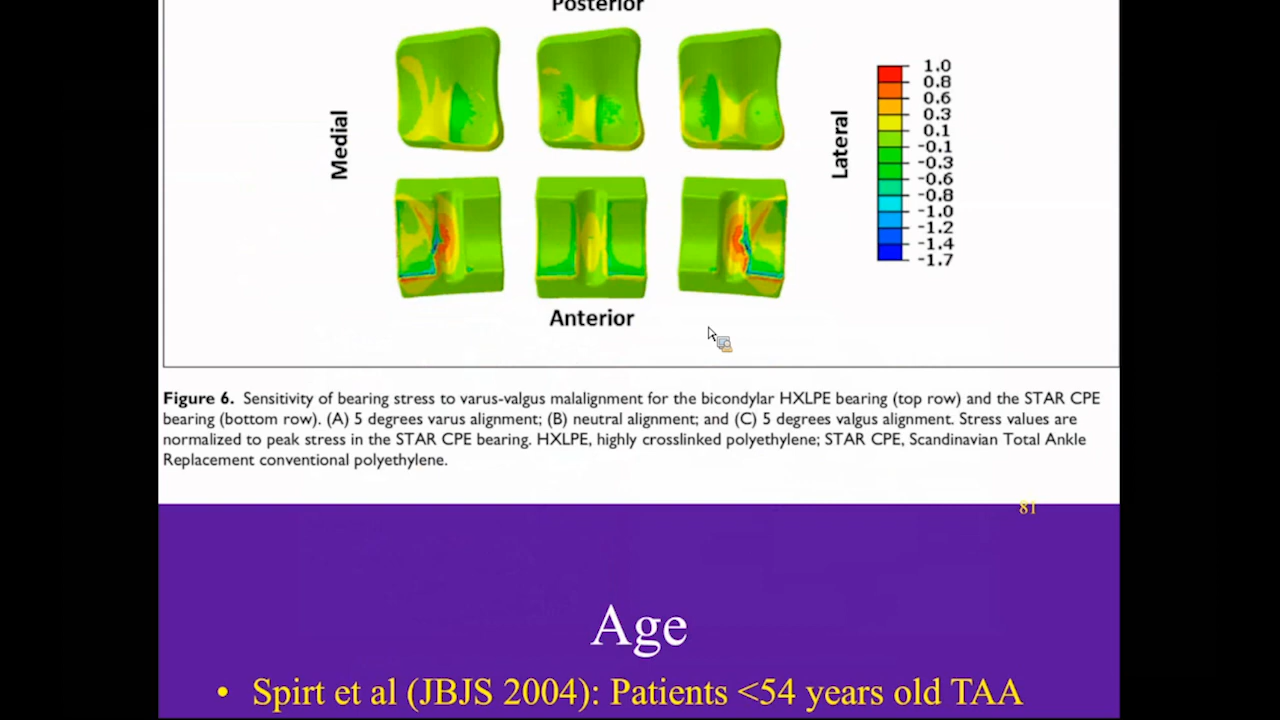 Posterior
Medial
Lateral
1.0
0.8
0.6
0.3
0.1
-0.1
-0.3
-0.6
-0.8
-1.0
-1.2
-1.4
-1.7
Anterior
Figure 6. Sensitivity of bearing stress to varus-valgus malalignment for the bicondylar HXLPE bearing (top row) and the STAR CPE
bearing (bottom row). (A) 5 degrees varus alignment; (B) neutral alignment; and (C) 5 degrees valgus alignment. Stress values are
normalized to peak stress in the STAR CPE bearing. HXLPE, highly crosslinked polyethylene; STAR CPE, Scandinavian Total Ankle
Replacement conventional polyethylene.
81
Age
• Spirt et al (JBJS 2004): Patients <54 years old TAA